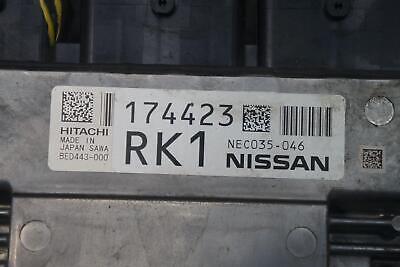 174423
HITACHI
MADE IN
JAPAN SAWA
BED443-000
RK1
NEC035-046
NISSAN